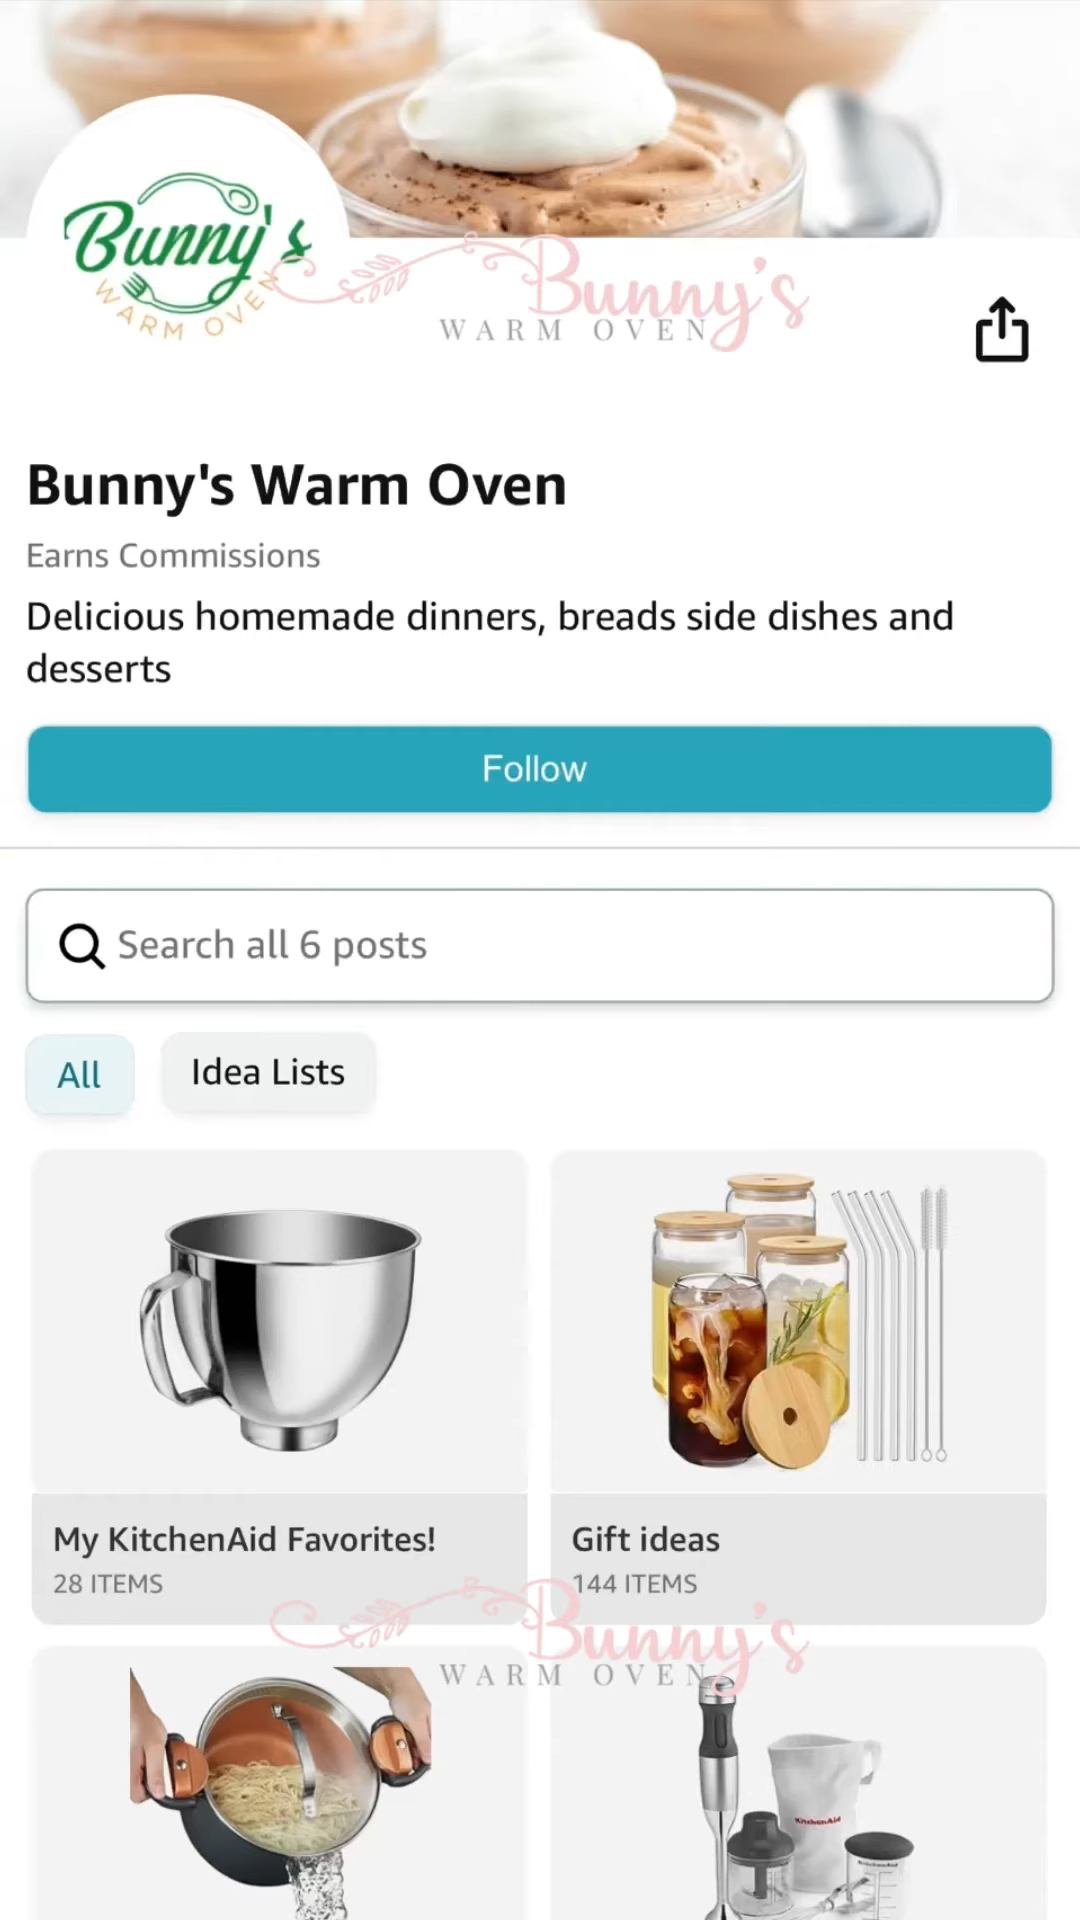 Bunny's
WARM OVEN
Bunny's
WARM OVEN
Bunny's Warm Oven
Earns Commissions
Delicious homemade dinners, breads side dishes and
desserts
Follow
Search all 6 posts
All
Idea Lists
My KitchenAid Favorites!
28 ITEMS
Gift ideas
144 ITEMS
Bunny's
WARM OVEN
KitchenAid
KitchenAid